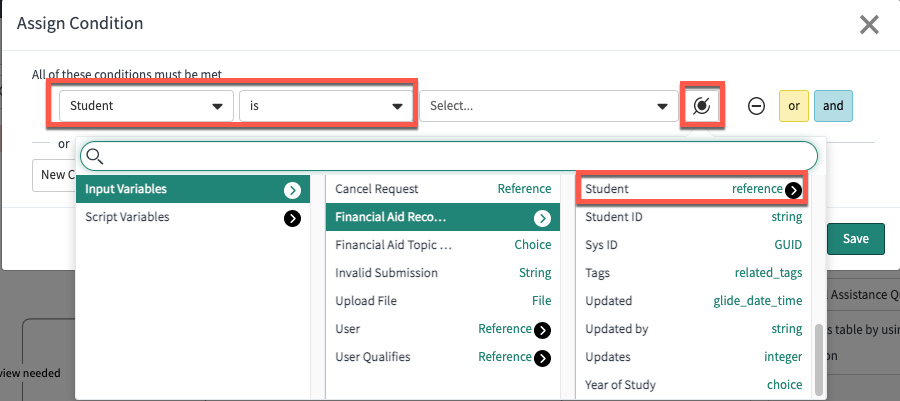 Assign Condition
All of these conditions must be met
Student is Select... or and
or
New C
Input Variables
Script Variables
Cancel Request Reference
Financial Aid Reco...
Financial Aid Topic ... Choice
Invalid Submission String
Upload File File
User Reference
User Qualifies Reference
Student reference
Student ID string
Sys ID GUID
Tags related_tags
Updated glide_date_time
Updated by string
Updates integer
Year of Study choice
Save
l Assistance Qu
s table by usin
on
view needed